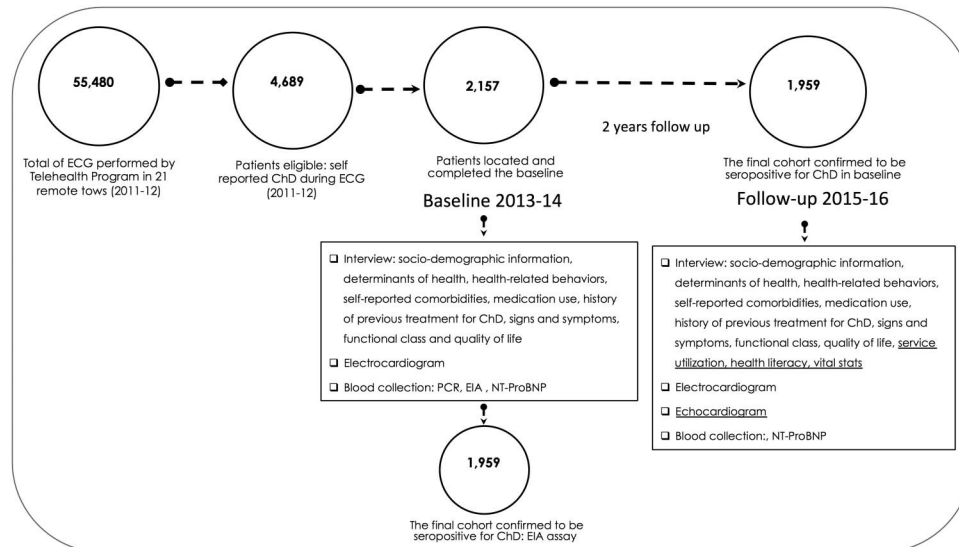 55,480
Total of ECG performed by
Telehealth Program in 21
remote tows (2011-12)
4,689
Patients eligible: self
reported ChD during ECG
(2011-12)
2,157
Patients located and
completed the baseline
Baseline 2013-14
2 years follow up
1,959
The final cohort confirmed to be
seropositive for ChD in baseline
Follow-up 2015-16
Interview: socio-demographic information,
determinants of health, health-related behaviors,
self-reported comorbidities, medication use, history
of previous treatment for ChD, signs and symptoms,
functional class and quality of life
Electrocardiogram
Blood collection: PCR, EIA , NT-ProBNP
1,959
The final cohort confirmed to be
seropositive for ChD: EIA assay
Interview: socio-demographic information,
determinants of health, health-related behaviors,
self-reported comorbidities, medication use,
history of previous treatment for ChD, signs and
symptoms, functional class, quality of life, service
utilization, health literacy, vital stats
Electrocardiogram
Echocardiogram
Blood collection:, NT-ProBNP